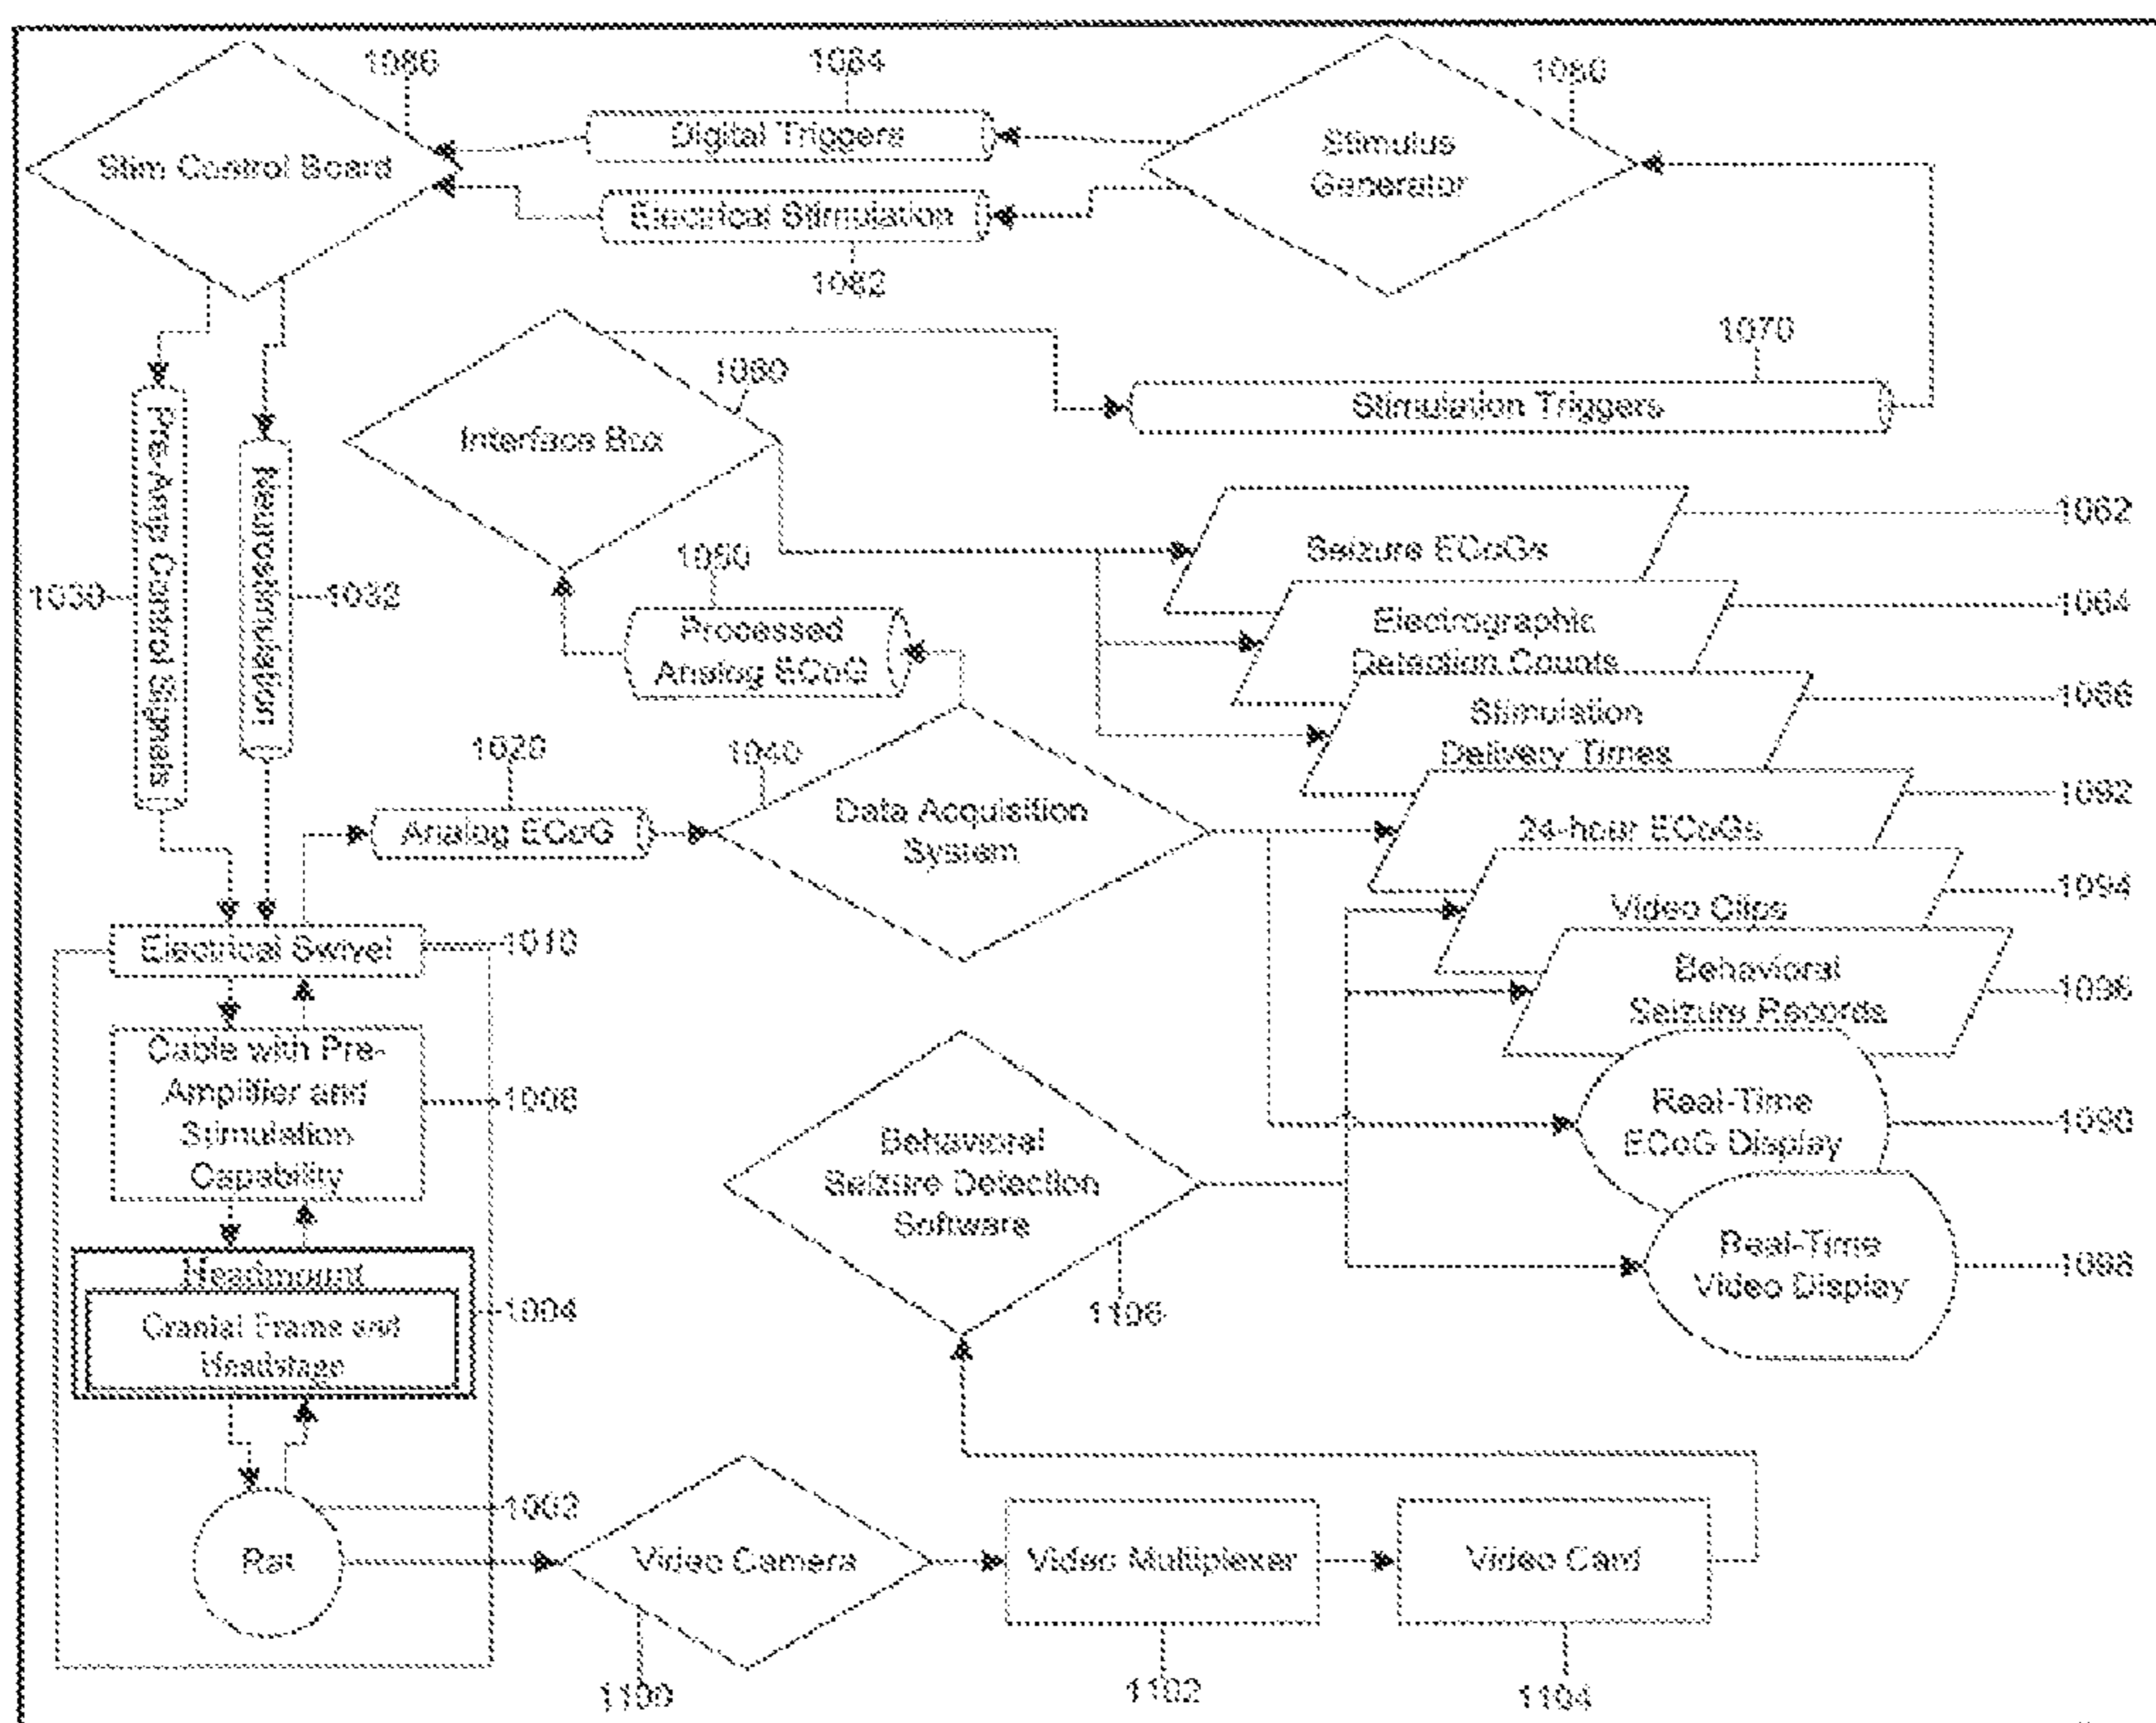 1086
1084
1080
Digital Triggers
Stim Control Board
Stimulus
Generator
Electrical Stimulation
1082
1070
1060
Stimulation Triggers
Interface Box
Pre-Amp Control Signals
Neurostimulation
1030
1032
1062
Seizure ECoGs
1050
1064
Electrographic
Detection Counts
Processed
Analog ECoG
1066
Stimulation
Delivery Times
1020
1040
1092
Analog ECoG
Data Acquisition
System
24-hour ECoGs
1094
Video Clips
Electrical Swivel
1010
Behavioral
Seizure Records
1096
Cable with Pre-
Amplifier and
Stimulation
Capability
1008
Real-Time
ECoG Display
1090
Behavioral
Seizure Detection
Software
Real-Time
Video Display
1098
Headmount
1004
1106
Cranial Frame and
Headstage
1002
Rat
Video Camera
Video Multiplexer
Video Card
1100
1102
1104